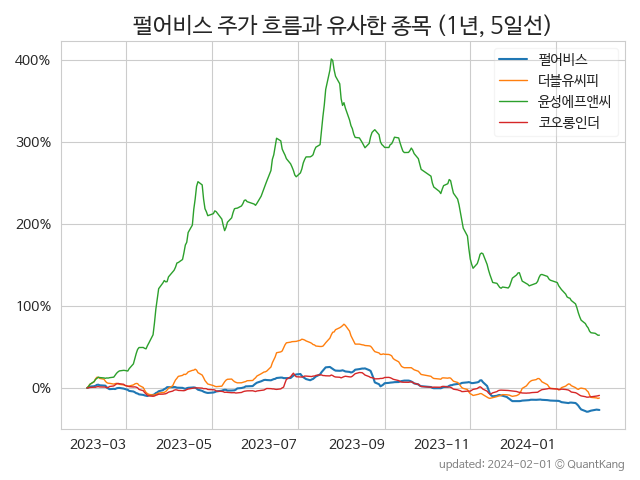 펄어비스 주가 흐름과 유사한 종목 (1년, 5일선)
펄어비스
더블유씨피
윤성에프앤씨
코오롱인더
400%
300%
200%
100%
0%
2023-03 2023-05 2023-07 2023-09 2023-11 2024-01
updated: 2024-02-01 © QuantKang